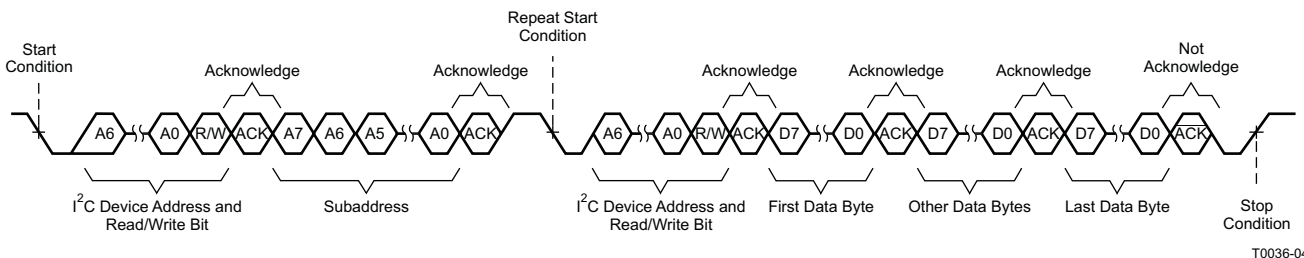 Repeat Start
Condition
Start
Condition
Not
Acknowledge
Acknowledge
Acknowledge
Acknowledge
Acknowledge
Acknowledge
A6 A0 R/W ACK A7 A6 A5 A0 ACK A6 A0 R/W ACK D7 D0 ACK D7 D0 ACK D7 D0 ACK
I2C Device Address and
Read/Write Bit
Subaddress
I2C Device Address and
Read/Write Bit
First Data Byte
Other Data Bytes
Last Data Byte
Stop
Condition
T0036-04